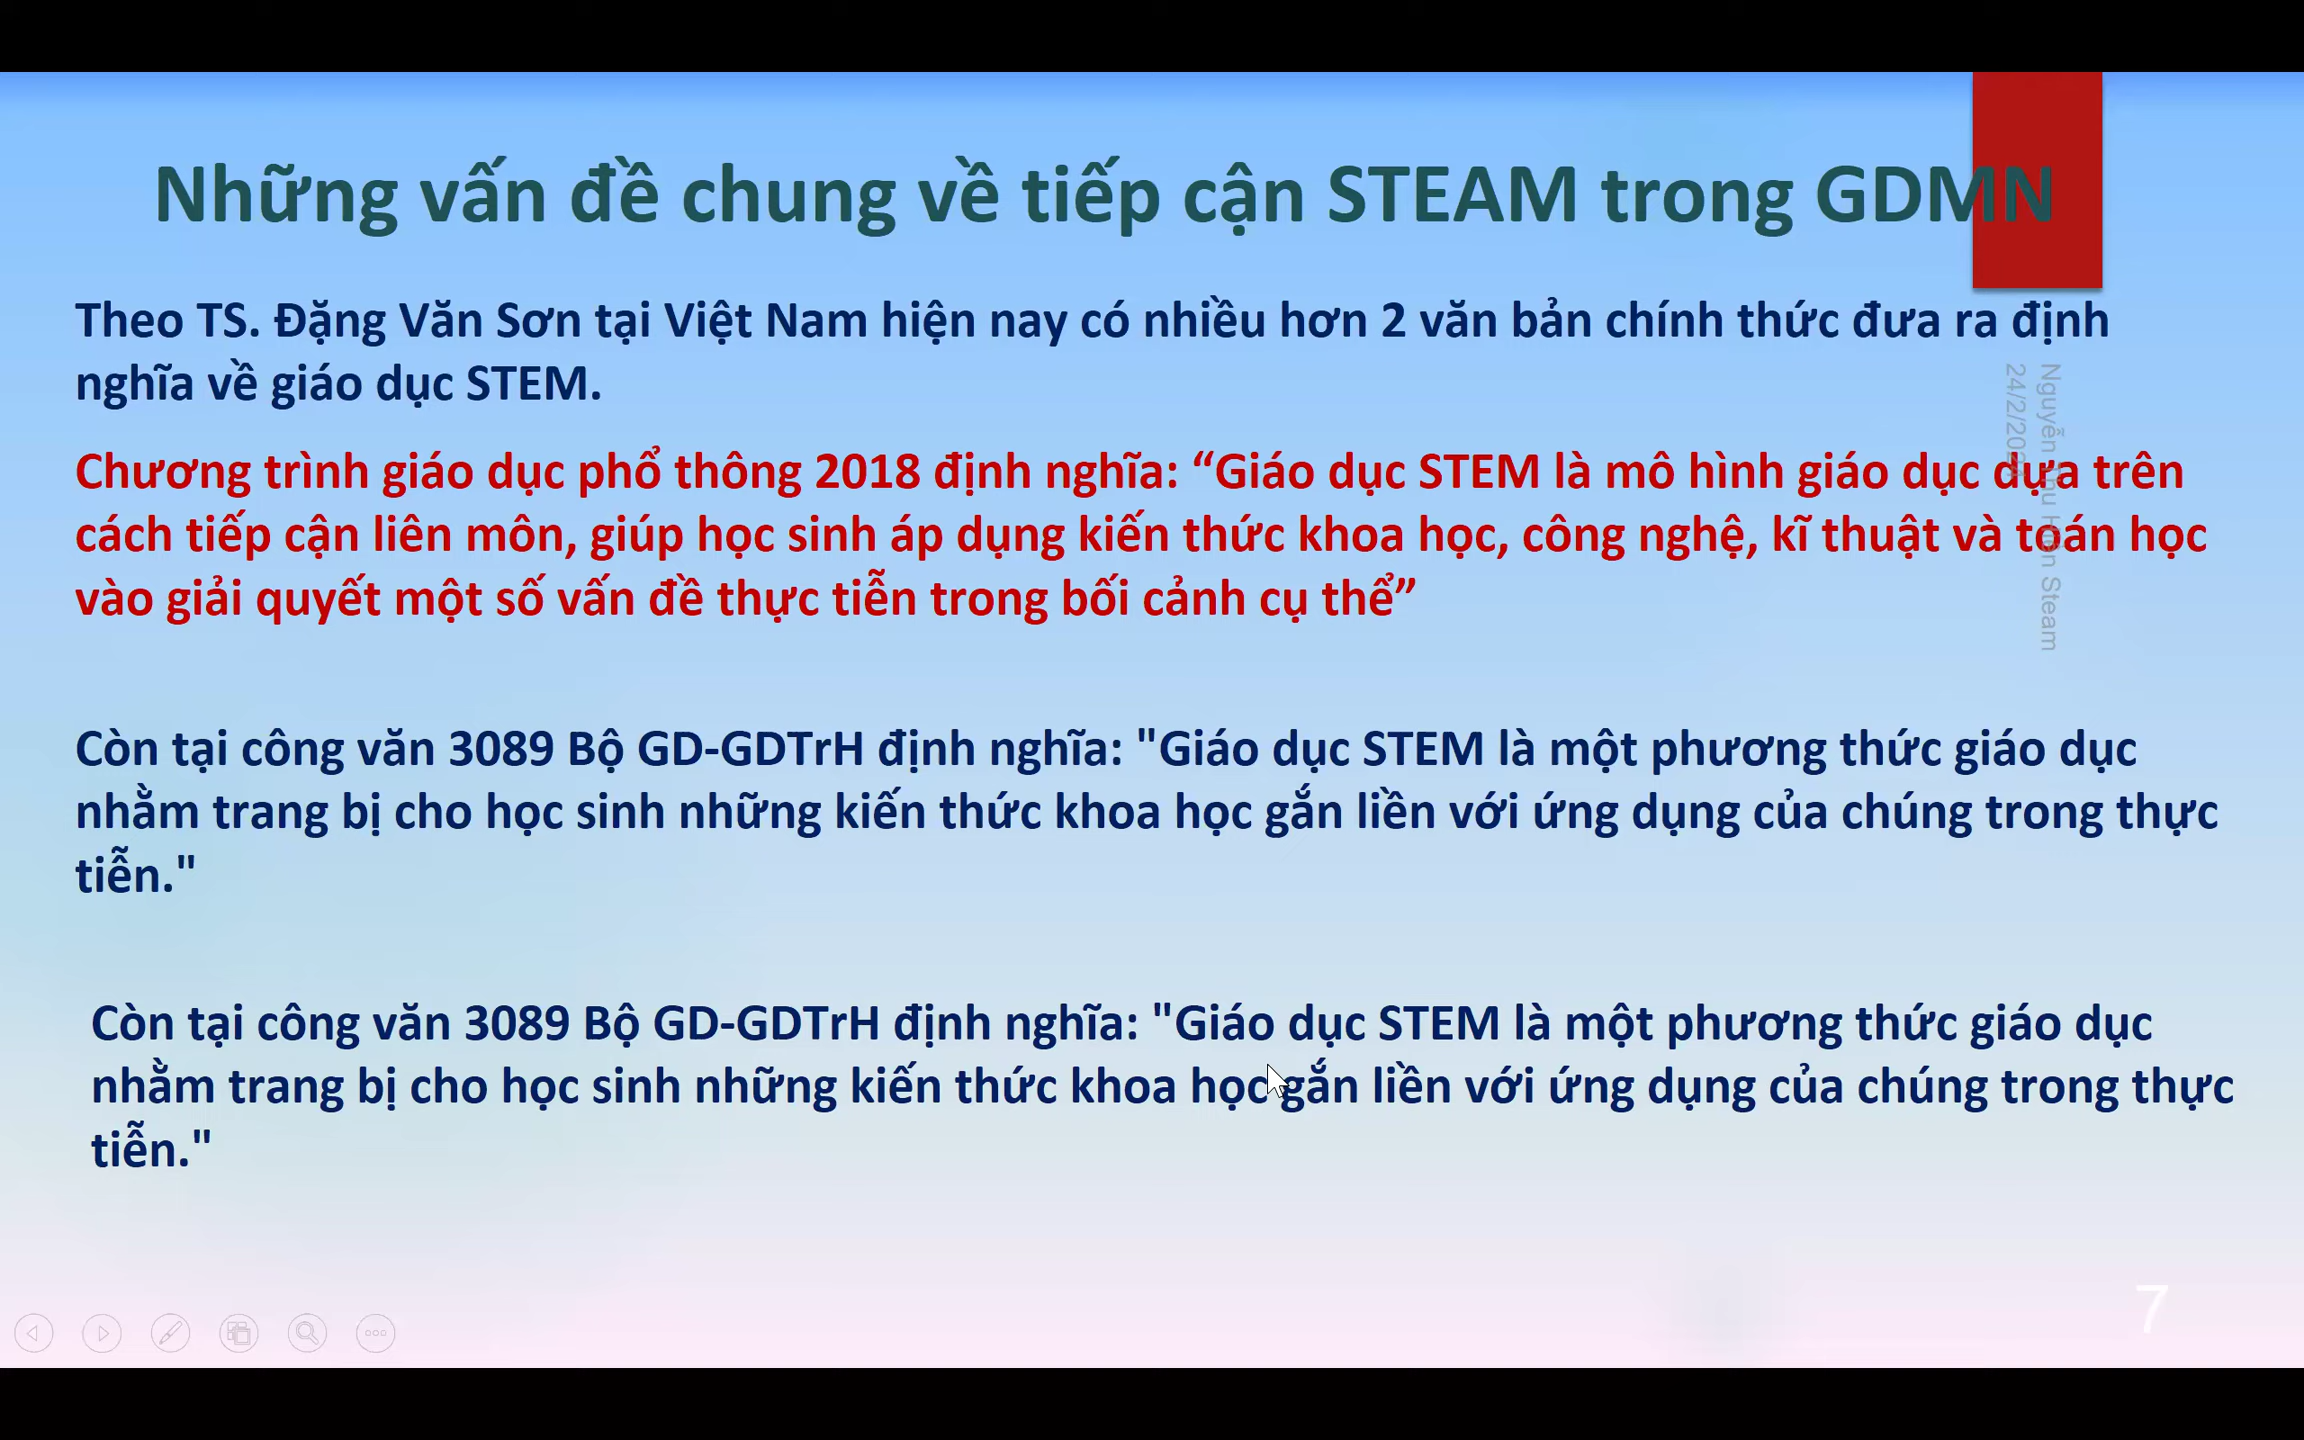 Những vấn đề chung về tiếp cận STEAM trong GDMN
Theo TS. Đặng Văn Sơn tại Việt Nam hiện nay có nhiều hơn 2 văn bản chính thức đưa ra định
nghĩa về giáo dục STEM.
Chương trình giáo dục phổ thông 2018 định nghĩa: “Giáo dục STEM là mô hình giáo dục dựa trên
cách tiếp cận liên môn, giúp học sinh áp dụng kiến thức khoa học, công nghệ, kĩ thuật và toán học
vào giải quyết một số vấn đề thực tiễn trong bối cảnh cụ thể”
Còn tại công văn 3089 Bộ GD-GDTrH định nghĩa: "Giáo dục STEM là một phương thức giáo dục
nhằm trang bị cho học sinh những kiến thức khoa học gắn liền với ứng dụng của chúng trong thực
tiễn."
Còn tại công văn 3089 Bộ GD-GDTrH định nghĩa: "Giáo dục STEM là một phương thức giáo dục
nhằm trang bị cho học sinh những kiến thức khoa học gắn liền với ứng dụng của chúng trong thực
tiễn."
Nguyễn Thu Steam
24/2/202
7